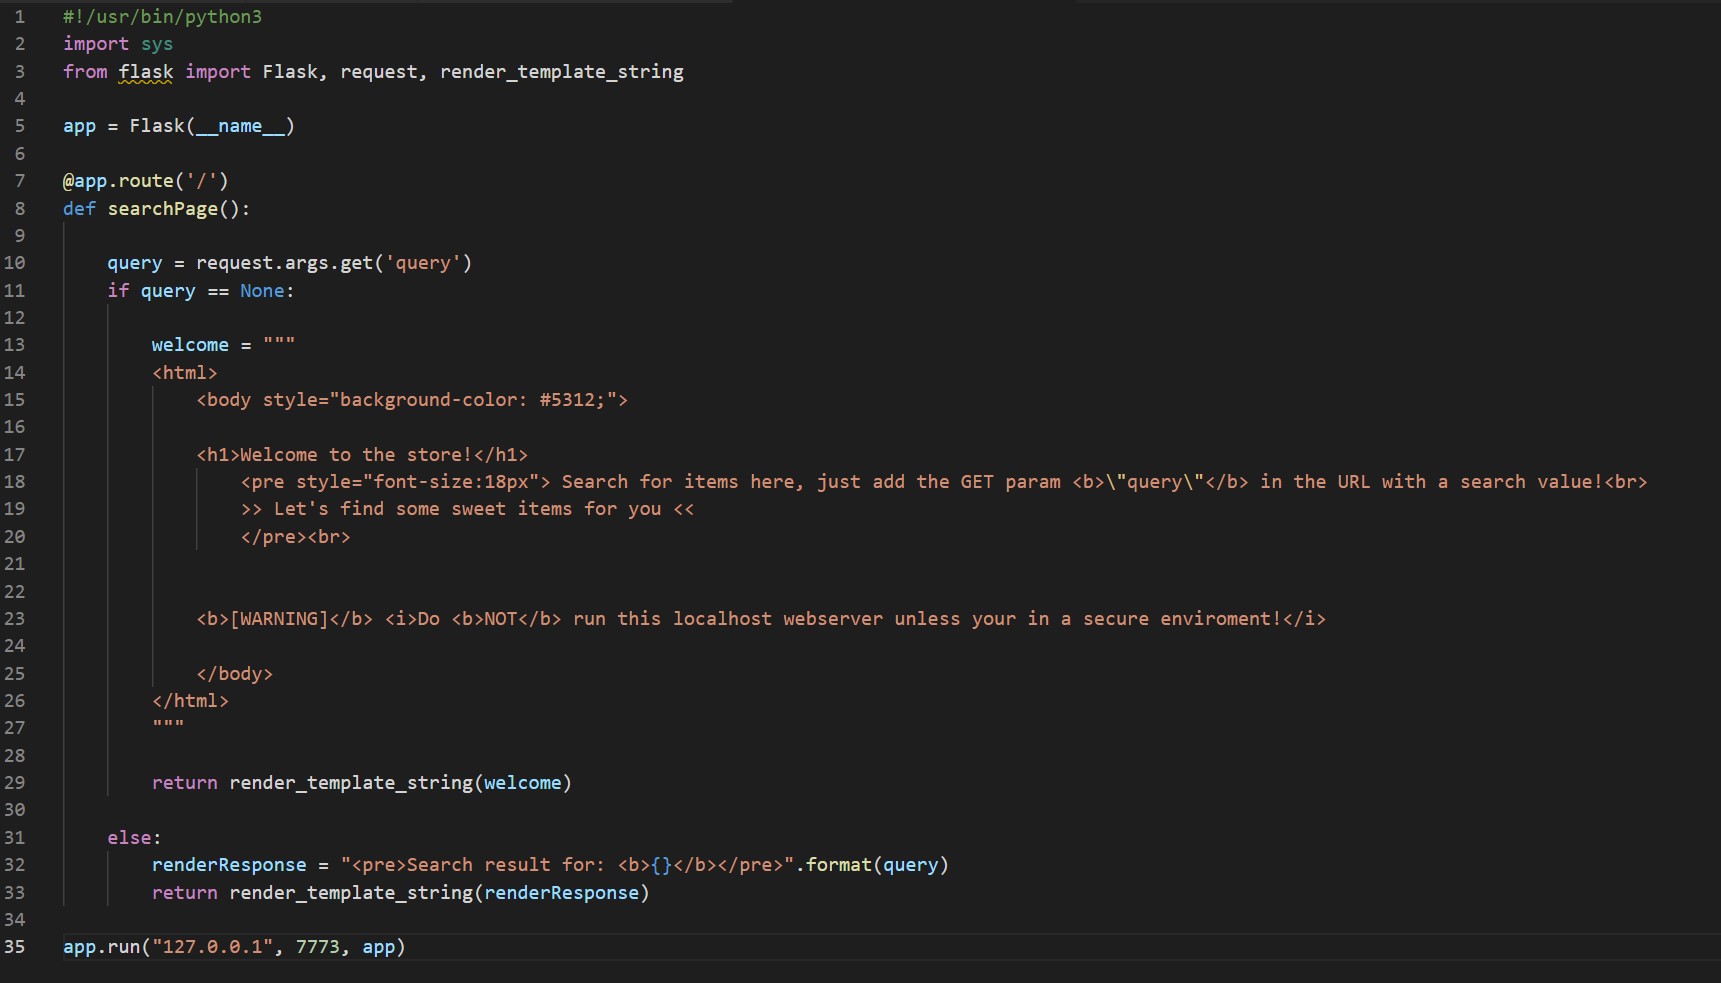 1 #!/usr/bin/python3
2 import sys
3 from flask import Flask, request, render_template_string
4
5 app = Flask(__name__)
6
7 @app.route('/')
8 def searchPage():
9
10     query = request.args.get('query')
11     if query == None:
12
13         welcome = """
14         <html>
15             <body style="background-color: #5312;">
16
17             <h1>Welcome to the store!</h1>
18                 <pre style="font-size:18px"> Search for items here, just add the GET param <b>\"query\"</b> in the URL with a search value!<br>
19                 >> Let's find some sweet items for you <<
20                 </pre><br>
21
22
23             <b>[WARNING]</b> <i>Do <b>NOT</b> run this localhost webserver unless your in a secure enviroment!</i>
24
25             </body>
26         </html>
27         """
28
29         return render_template_string(welcome)
30
31     else:
32         renderResponse = "<pre>Search result for: <b>{}</b></pre>".format(query)
33         return render_template_string(renderResponse)
34
35 app.run("127.0.0.1", 7773, app)